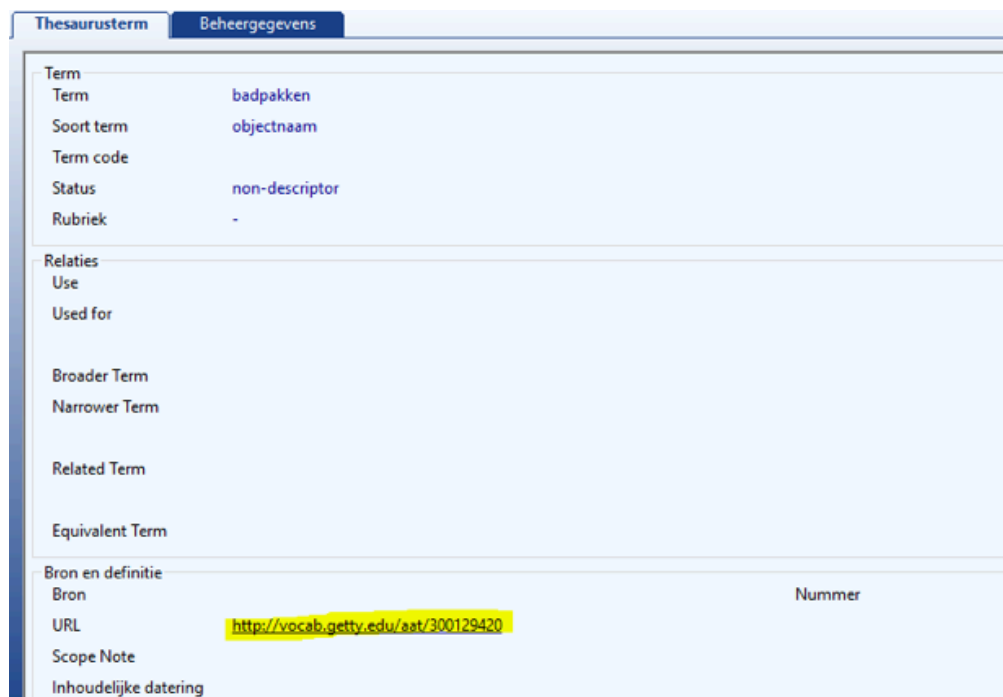 Thesaurusterm Beheergegevens
Term
Term badpakken
Soort term objectnaam
Term code
Status non-descriptor
Rubriek -
Relaties
Use
Used for
Broader Term
Narrower Term
Related Term
Equivalent Term
Bron en definitie
Bron Nummer
URL http://vocab.getty.edu/aat/300129420
Scope Note
Inhoudelijke datering